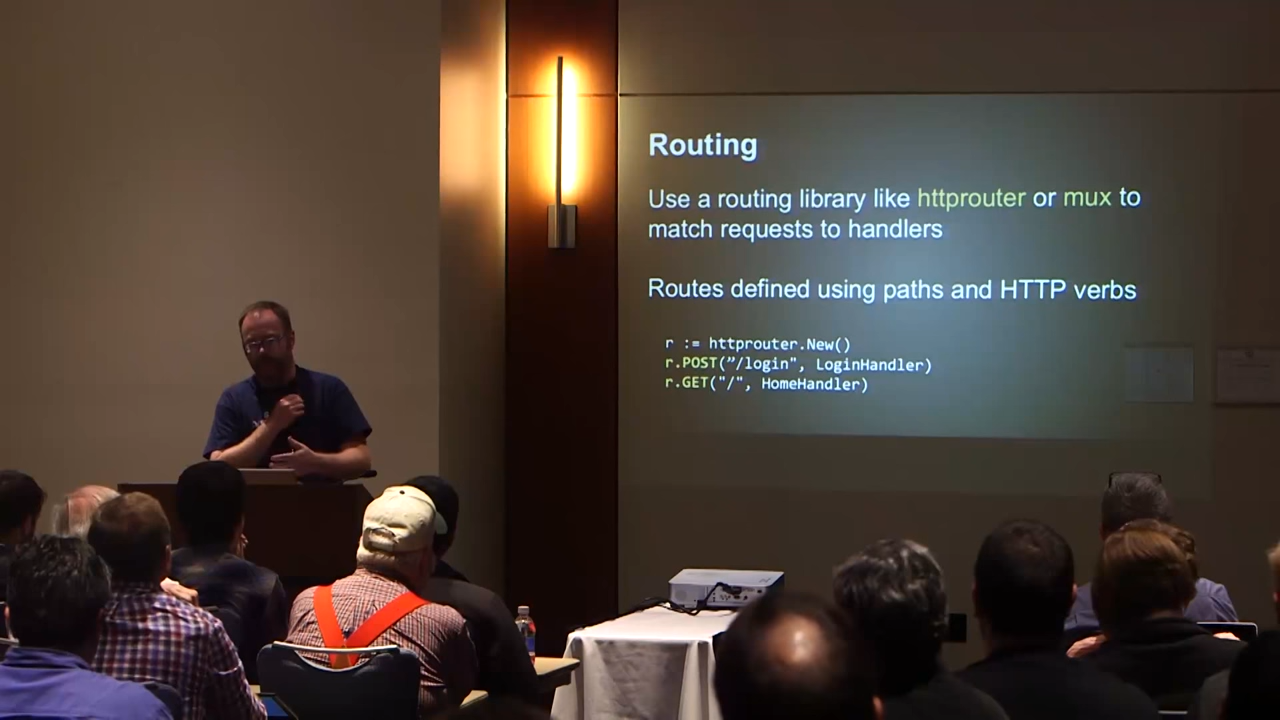 Routing
Use a routing library like httprouter or mux to
match requests to handlers
Routes defined using paths and HTTP verbs
r := httprouter.New()
r.POST(”/login", LoginHandler)
r.GET("/", HomeHandler)